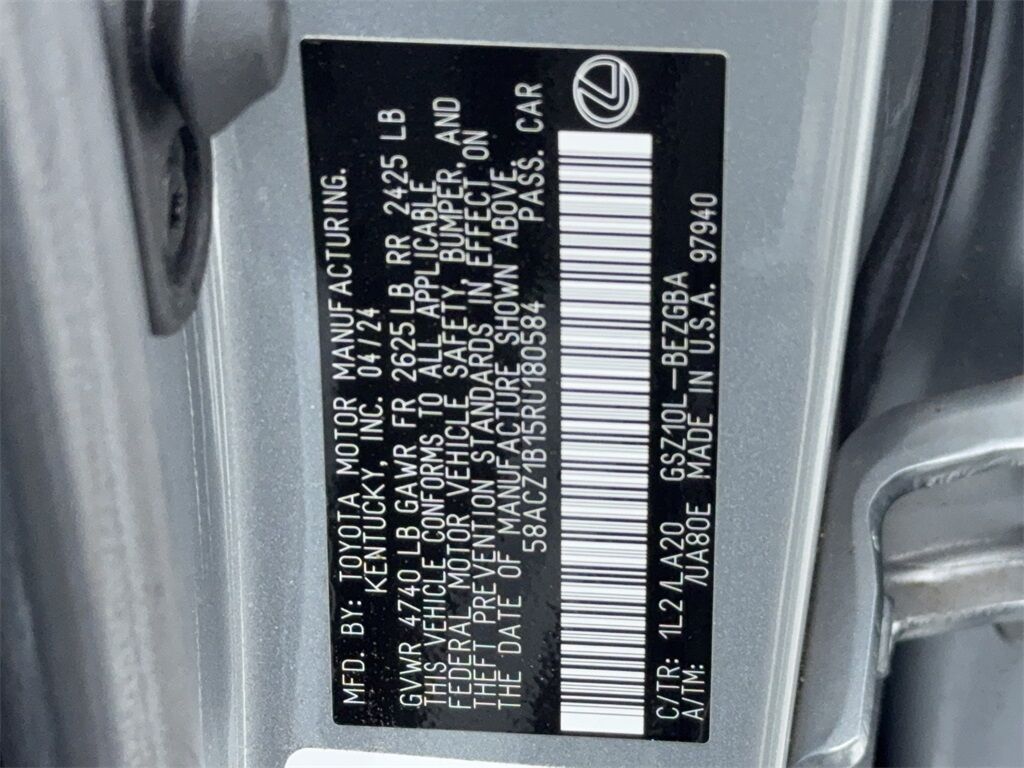 MFD. BY: TOYOTA MOTOR MANUFACTURING.
KENTUCKY, INC. 04/24
GVWR 4740 LB GAWR FR 2625 LB RR 2425 LB
THIS VEHICLE CONFORMS TO ALL APPLICABLE
FEDERAL MOTOR VEHICLE SAFETY, BUMPER, AND
THEFT PREVENTION STANDARDS IN EFFECT ON
THE DATE OF MANUFACTURE SHOWN ABOVE.
58ACZ1B15RU180584 PASS. CAR
C/TR: 1L2/LA20 GSZ10L-BEZGBA
A/TM: /UA80E MADE IN U.S.A. 97940